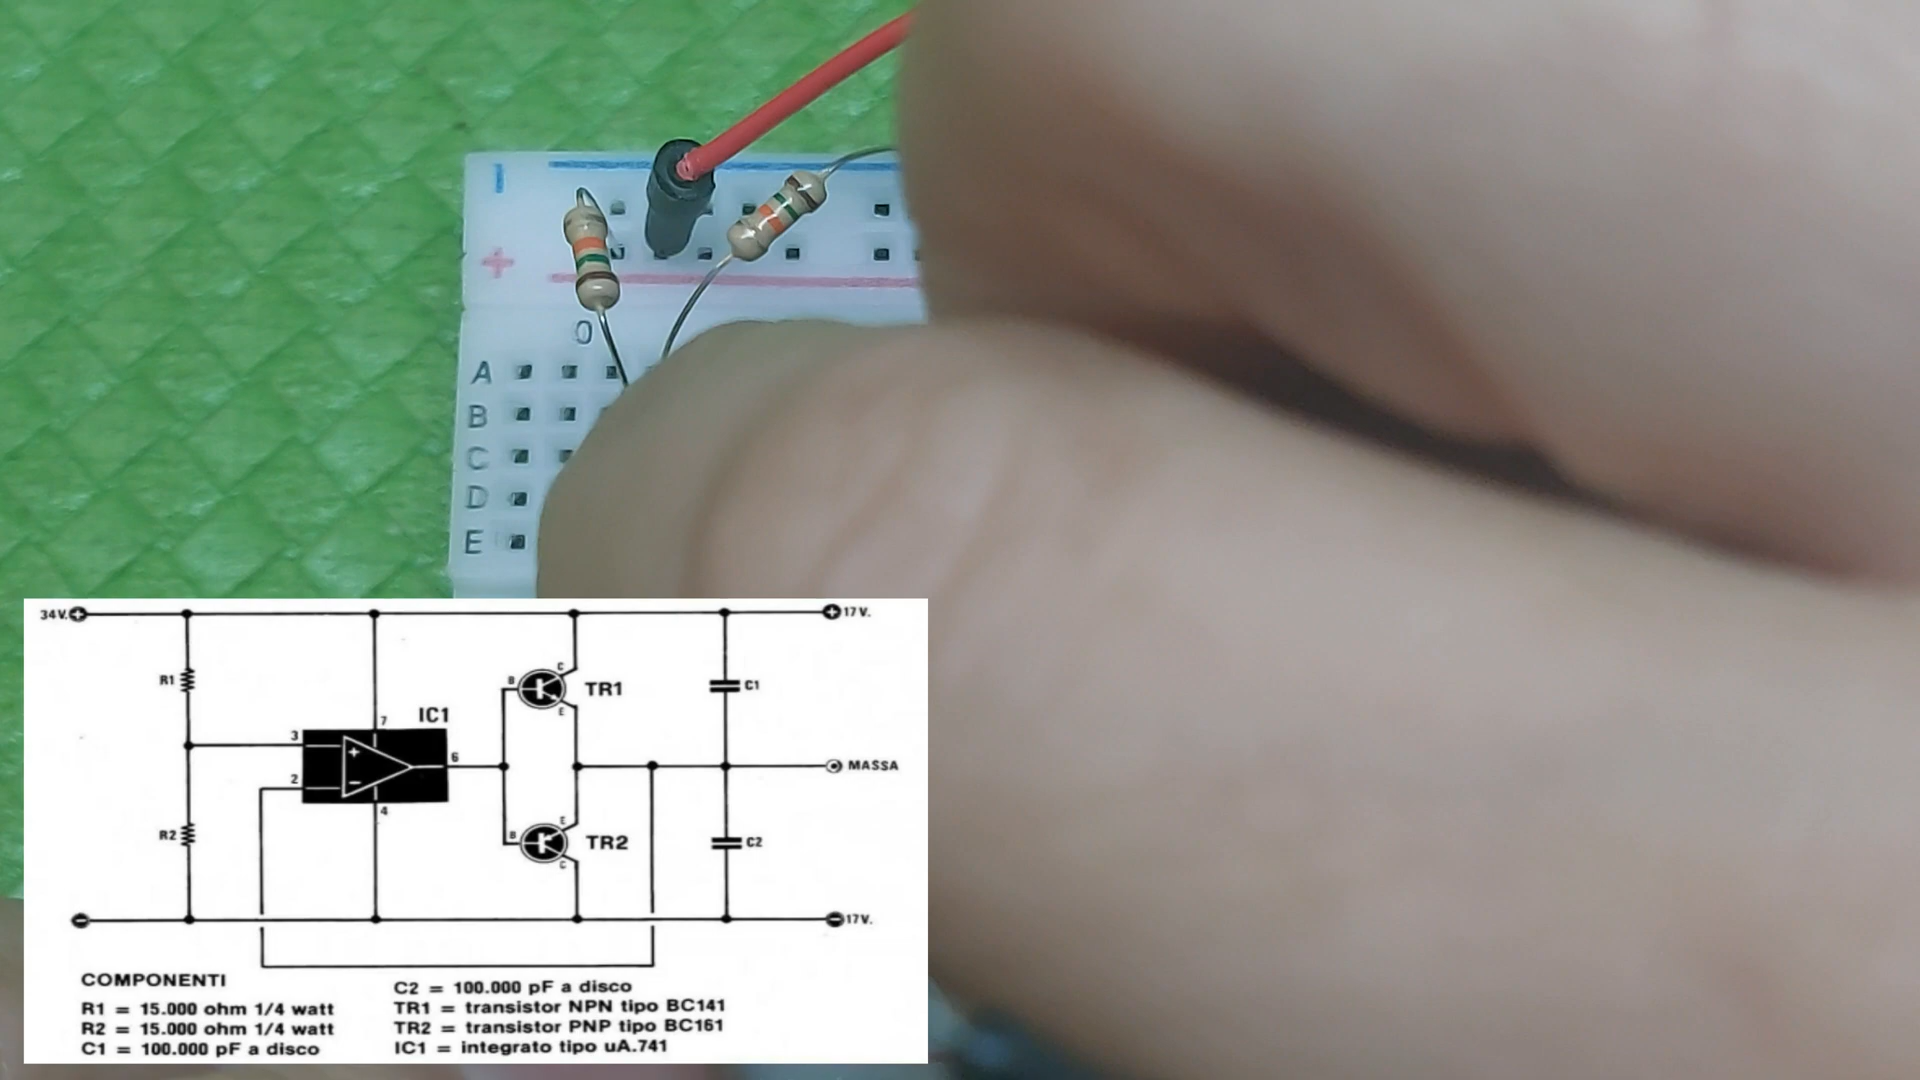 0
A
B
C
D
E
34V.
17V.
R1
C
B
TR1
E
C1
IC1
7
3
+
6
MASSA
2
-
4
R2
E
B
TR2
C
C2
17V.
COMPONENTI
R1 = 15.000 ohm 1/4 watt
R2 = 15.000 ohm 1/4 watt
C1 = 100.000 pF a disco
C2 = 100.000 pF a disco
TR1 = transistor NPN tipo BC141
TR2 = transistor PNP tipo BC161
IC1 = integrato tipo uA.741